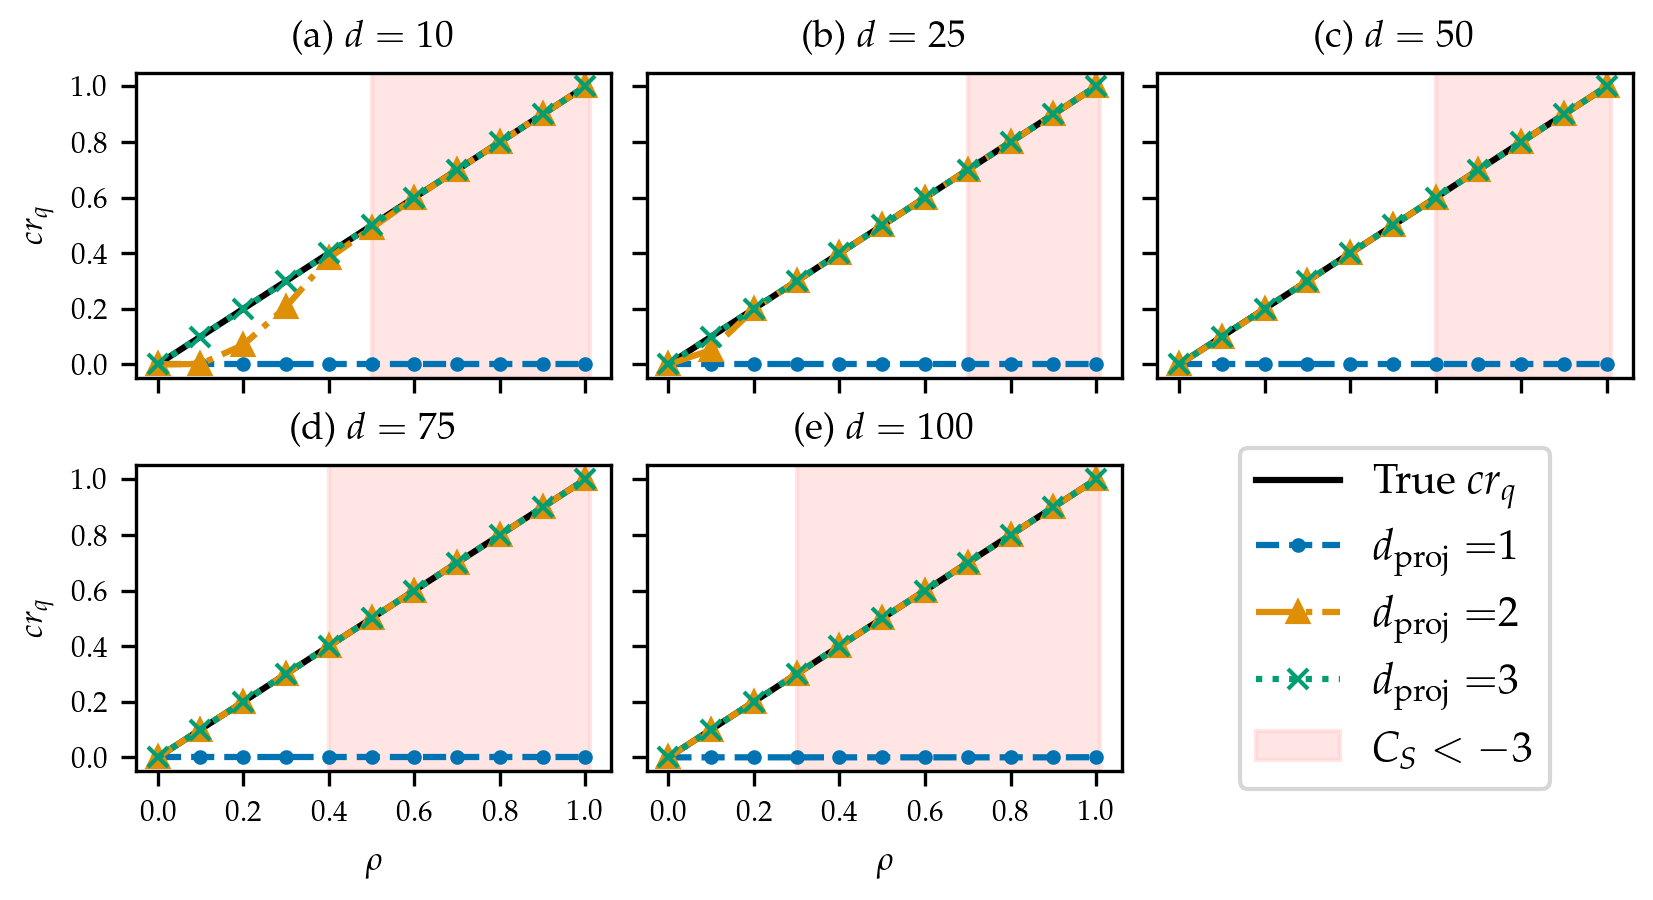 (a) d = 10
(b) d = 25
(c) d = 50
1.0
0.8
0.6
0.4
0.2
0.0
cr_q
(d) d = 75
(e) d = 100
1.0
0.8
0.6
0.4
0.2
0.0
cr_q
0.0 0.2 0.4 0.6 0.8 1.0
0.0 0.2 0.4 0.6 0.8 1.0
ρ
ρ
True cr_q
d_proj =1
d_proj =2
d_proj =3
C_S < −3